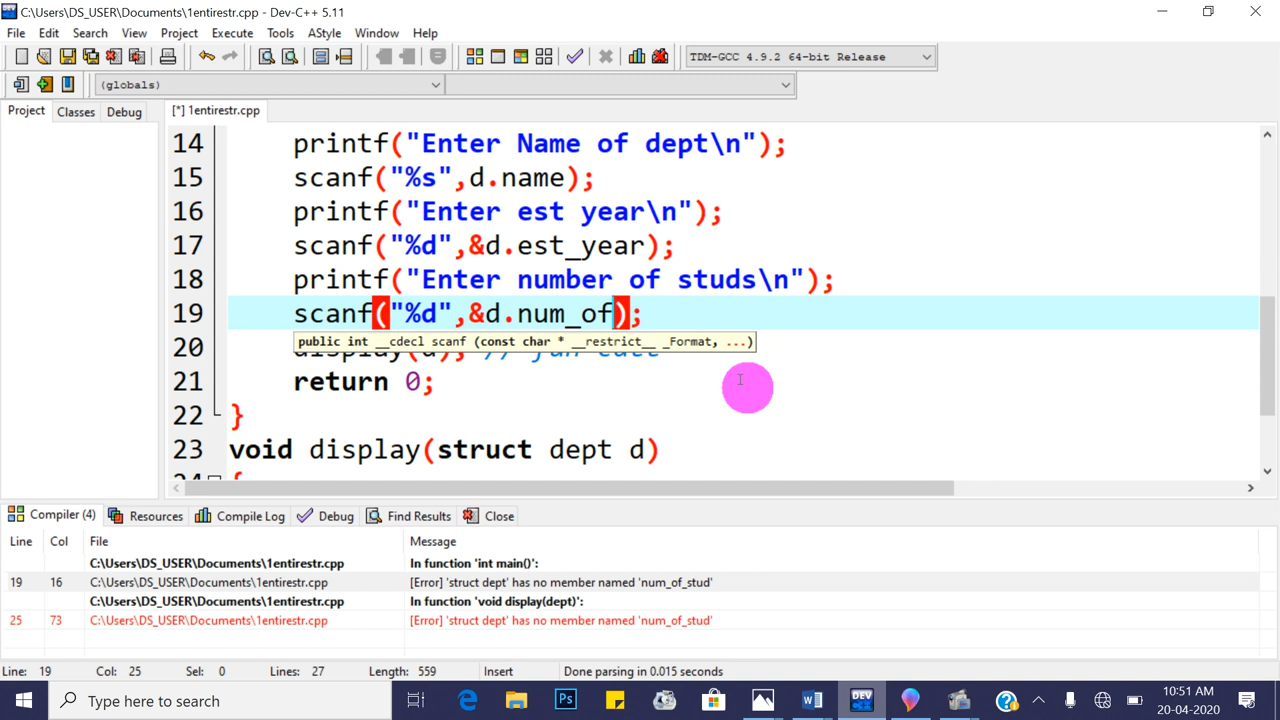 C:\Users\DS_USER\Documents\1entirestr.cpp - Dev-C++ 5.11
File Edit Search View Project Execute Tools AStyle Window Help
TDM-GCC 4.9.2 64-bit Release
(globals)
Project Classes Debug [*] 1entirestr.cpp
14 printf("Enter Name of dept\n");
15 scanf("%s",d.name);
16 printf("Enter est year\n");
17 scanf("%d",&d.est_year);
18 printf("Enter number of studs\n");
19 scanf("%d",&d.num_of);
public int __cdecl scanf (const char * __restrict__ _Format, ...)
20 display(d); // fun call
21 return 0;
22 }
23 void display(struct dept d)
24 {
Compiler (4) Resources Compile Log Debug Find Results Close
Line Col File Message
C:\Users\DS_USER\Documents\1entirestr.cpp In function 'int main()':
19 16 C:\Users\DS_USER\Documents\1entirestr.cpp [Error] 'struct dept' has no member named 'num_of_stud'
C:\Users\DS_USER\Documents\1entirestr.cpp In function 'void display(dept)':
25 73 C:\Users\DS_USER\Documents\1entirestr.cpp [Error] 'struct dept' has no member named 'num_of_stud'
Line: 19 Col: 25 Sel: 0 Lines: 27 Length: 559 Insert Done parsing in 0.015 seconds
Type here to search
10:51 AM
20-04-2020